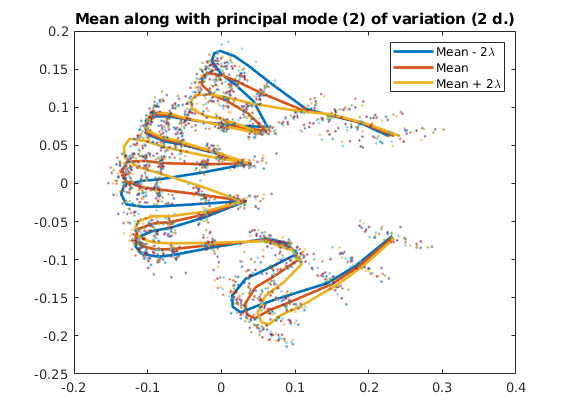 Mean along with principal mode (2) of variation (2 d.)
Mean - 2λ
Mean
Mean + 2λ
0.2
0.15
0.1
0.05
0
-0.05
-0.1
-0.15
-0.2
-0.25
-0.2 -0.1 0 0.1 0.2 0.3 0.4